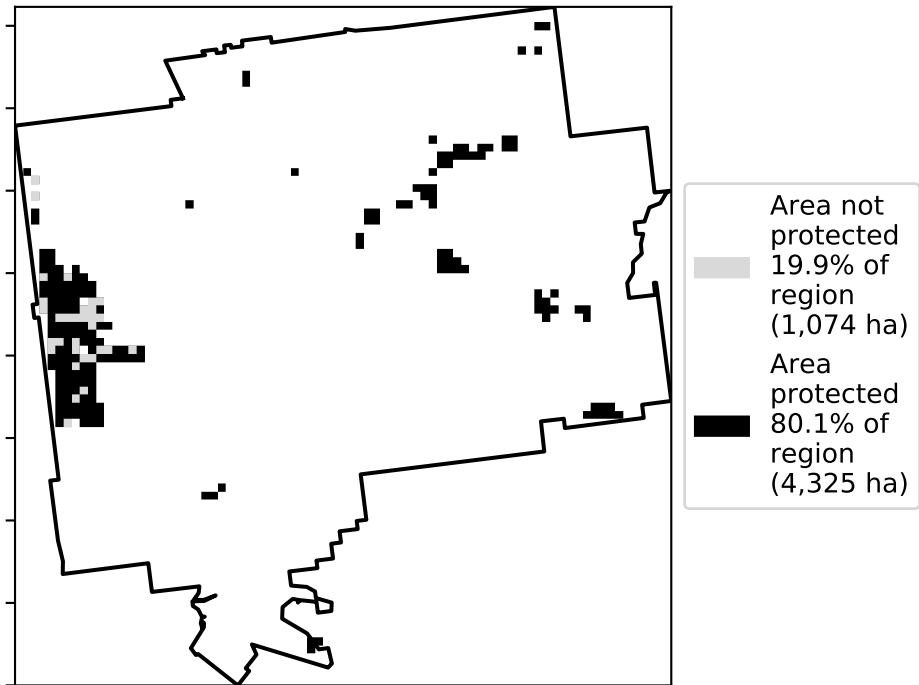 Area not
protected
19.9% of
region
(1,074 ha)
Area
protected
80.1% of
region
(4,325 ha)